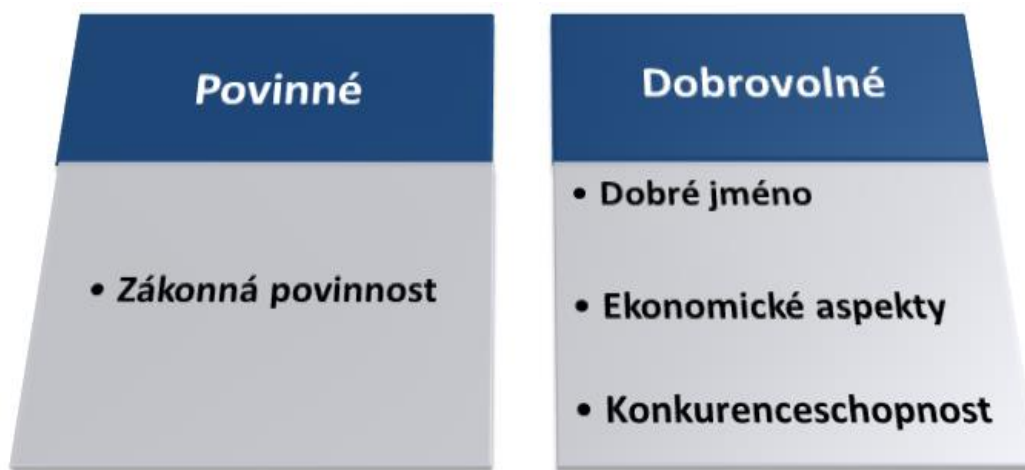 Povinné
• Zákonná povinnost
Dobrovolné
• Dobré jméno
• Ekonomické aspekty
• Konkurenceschopnost